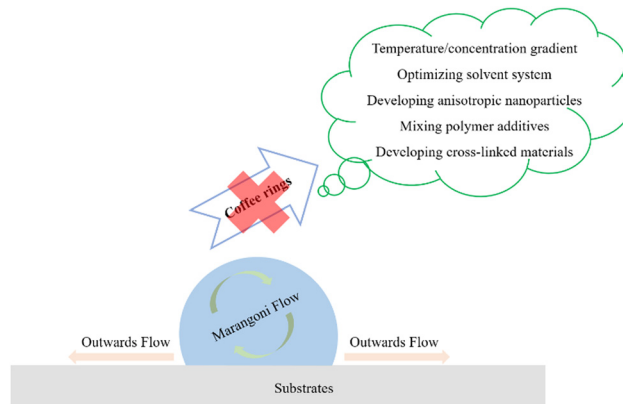 Temperature/concentration gradient
Optimizing solvent system
Developing anisotropic nanoparticles
Mixing polymer additives
Developing cross-linked materials
Coffee rings
Marangoni Flow
Outwards Flow
Outwards Flow
Substrates